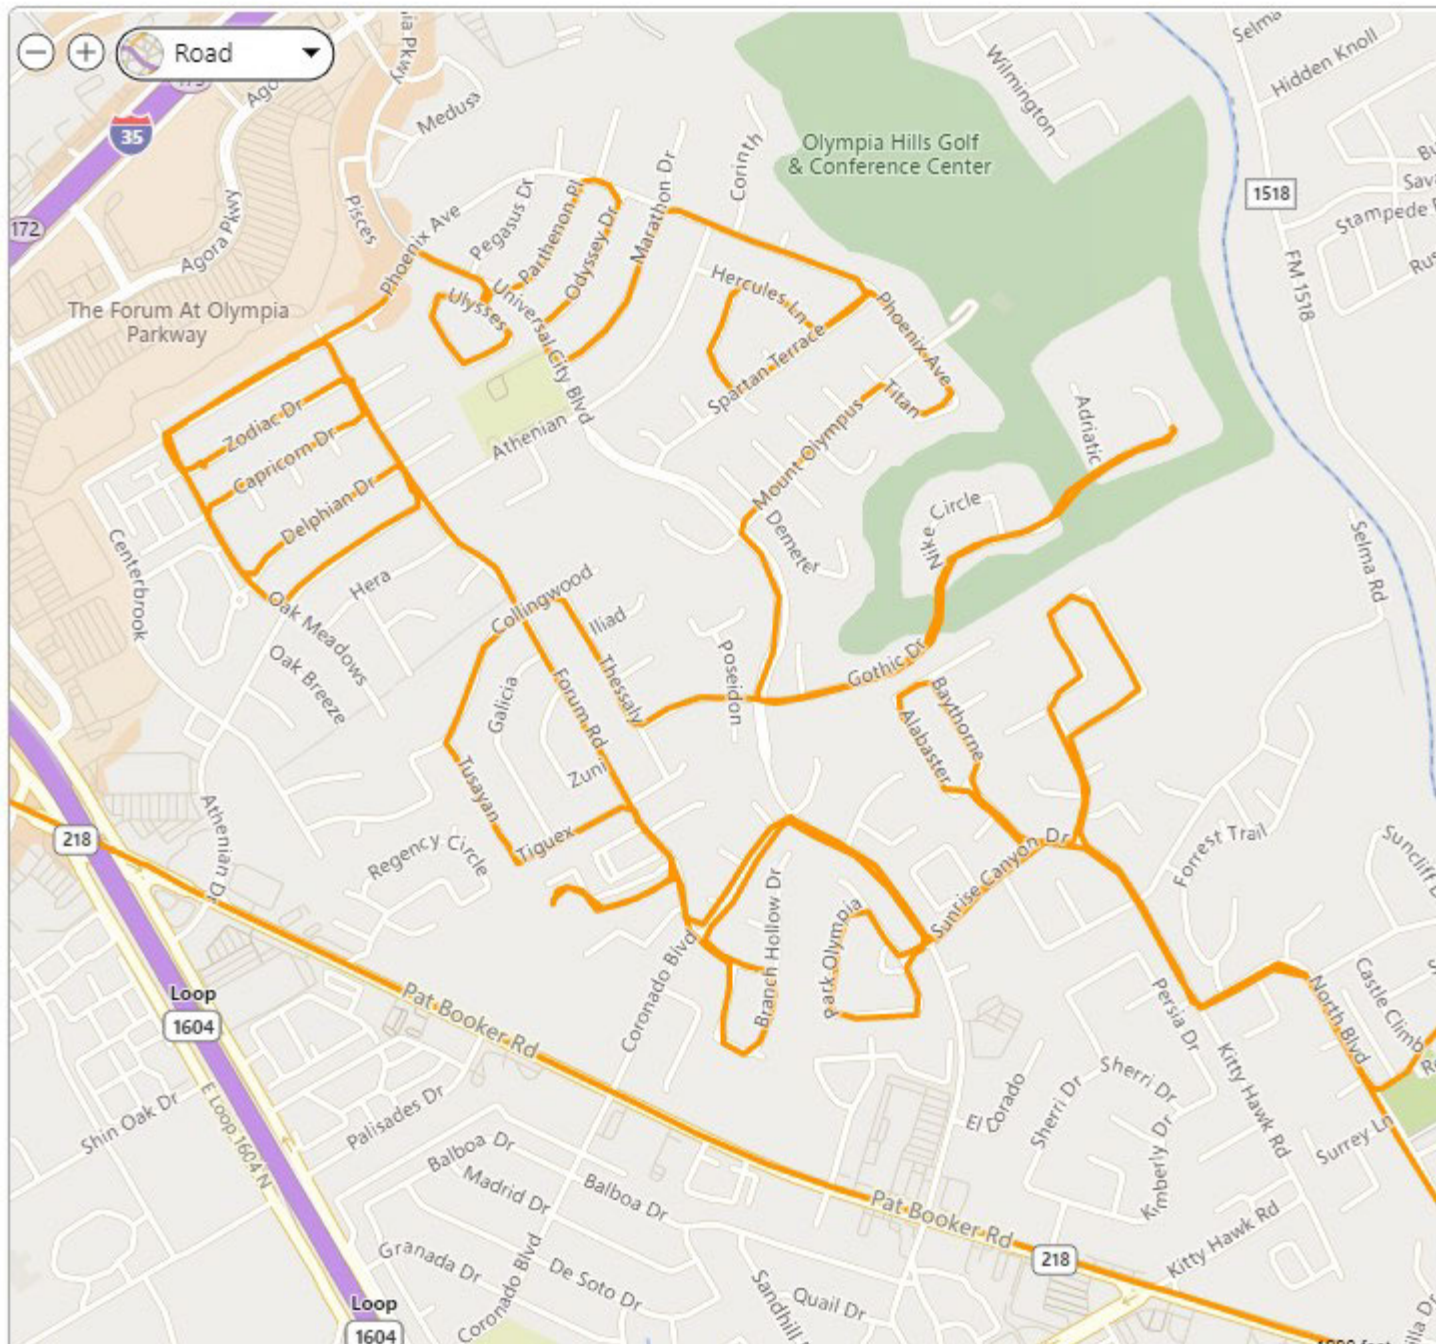 Road
35
172
Agora Pkwy
Medusa
Pisces
Phoenix Ave
Pegasus Dr
Parthenon Pl
Odyssey Dr
Marathon Dr
Corinth
Wilmington
Selma
Hidden Knoll
Olympia Hills Golf
& Conference Center
1518
FM 1518
The Forum At Olympia
Parkway
Ulysses
Universal City Blvd
Hercules Ln
Spartan Terrace
Phoenix Ave
Titan
Mount Olympus
Adriatic
Zodiac Dr
Capricorn Dr
Delphian Dr
Athenian
Demeter
Nike Circle
Selma Rd
Centerbrook
Hera
Oak Meadows
Oak Breeze
Collingwood
Iliad
Thessaly
Poseidon
Gothic Dr
Galicia
Forum Rd
Zuni
Baythorne
Alabaster
Tusayan
Tiguex
Athenian Dr
Regency Circle
218
Forrest Trail
Sunrise Canyon Dr
Branch Hollow Dr
Park Olympia
Coronado Blvd
Persia Dr
North Blvd
Castle Climb
Loop
1604
Pat Booker Rd
E Loop 1604 N
Shin Oak Dr
Palisades Dr
Balboa Dr
Madrid Dr
Balboa Dr
Granada Dr
De Soto Dr
Coronado Blvd
El Dorado
Sherri Dr
Sherri Dr
Kimberly Dr
Kitty Hawk Rd
Surrey Ln
Pat Booker Rd
218
Kitty Hawk Rd
Quail Dr
Sandhill
Loop
1604